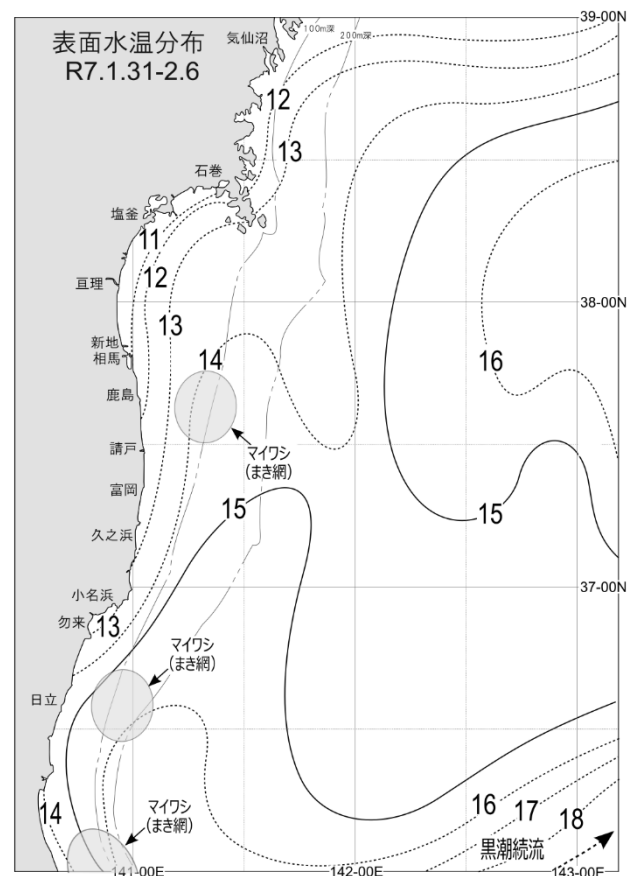 表面水温分布
R7.1.31-2.6
気仙沼
100m深
200m深
39-00N
12
13
石巻
塩釜
11
亘理
12
38-00N
13
新地
相馬
14
16
鹿島
マイワシ
(まき網)
請戸
富岡
15
15
久之浜
37-00N
小名浜
勿来
13
マイワシ
(まき網)
日立
14
マイワシ
(まき網)
16
17
18
黒潮続流
141-00E
142-00E
143-00E